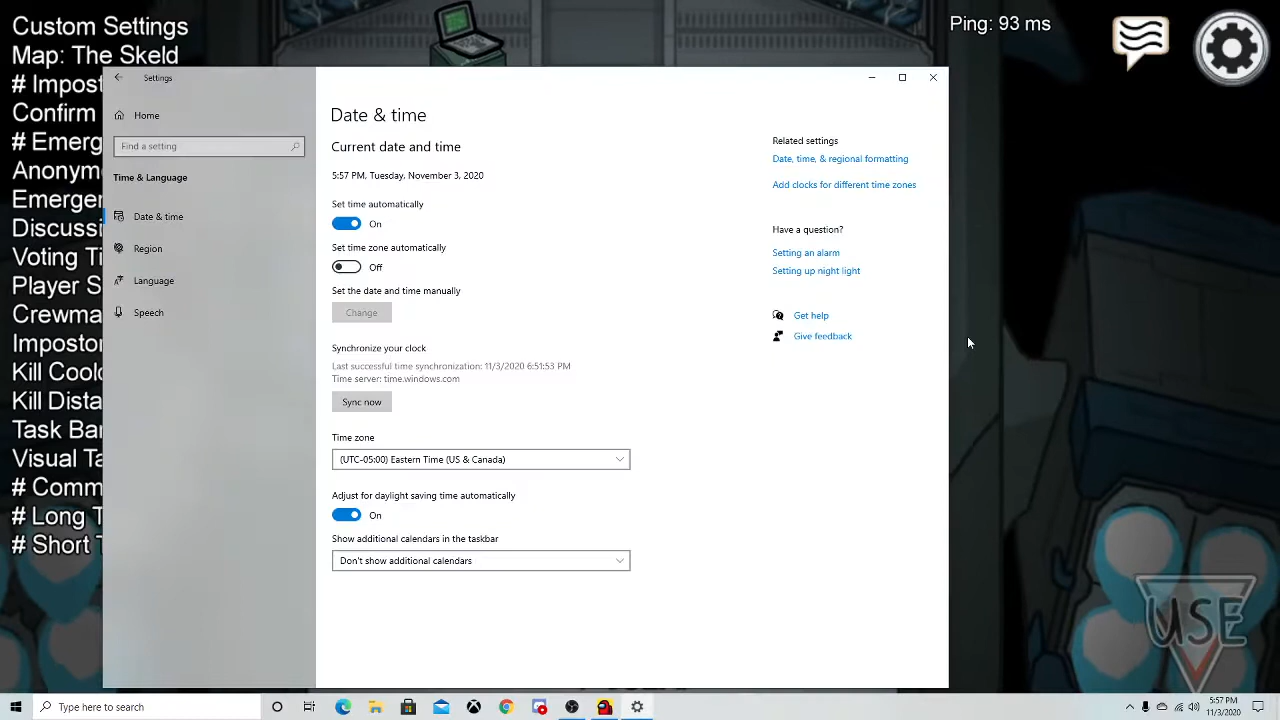 Custom Settings
Map: The Skeld
# Impost
Confirm
# Emerg
Anonym
Emergen
Discussi
Voting Ti
Player S
Crewma
Impostor
Kill Coold
Kill Dista
Task Bar
Visual Ta
# Comm
# Long T
# Short T
Ping: 93 ms
Settings
Home
Find a setting
Time & Language
Date & time
Region
Language
Speech
Date & time
Current date and time
5:57 PM, Tuesday, November 3, 2020
Set time automatically
On
Set time zone automatically
Off
Set the date and time manually
Change
Synchronize your clock
Last successful time synchronization: 11/3/2020 6:51:53 PM
Time server: time.windows.com
Sync now
Time zone
(UTC-05:00) Eastern Time (US & Canada)
Adjust for daylight saving time automatically
On
Show additional calendars in the taskbar
Don't show additional calendars
Related settings
Date, time, & regional formatting
Add clocks for different time zones
Have a question?
Setting an alarm
Setting up night light
Get help
Give feedback
USE
Type here to search
5:57 PM
11/3/2020